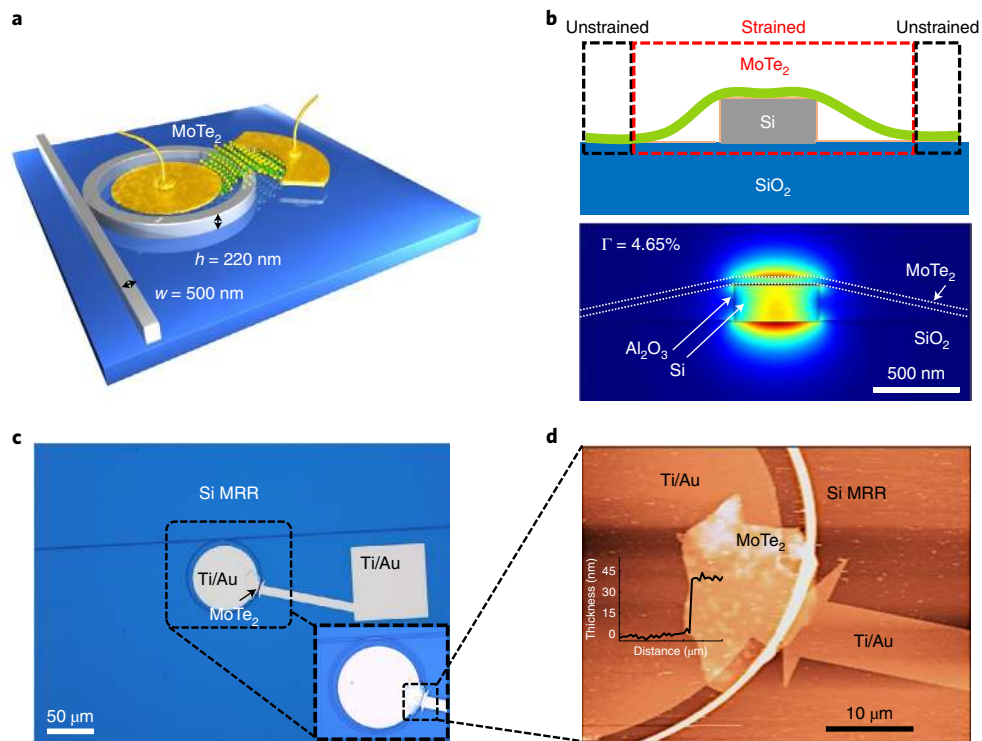 a
MoTe₂
h = 220 nm
w = 500 nm
b
Unstrained
Strained
Unstrained
MoTe₂
Si
SiO₂
Γ = 4.65%
MoTe₂
SiO₂
Al₂O₃
Si
500 nm
c
Si MRR
Ti/Au
Ti/Au
MoTe₂
50 μm
d
Ti/Au
Si MRR
MoTe₂
Thickness (nm)
45
30
15
0
Distance (μm)
Ti/Au
10 μm